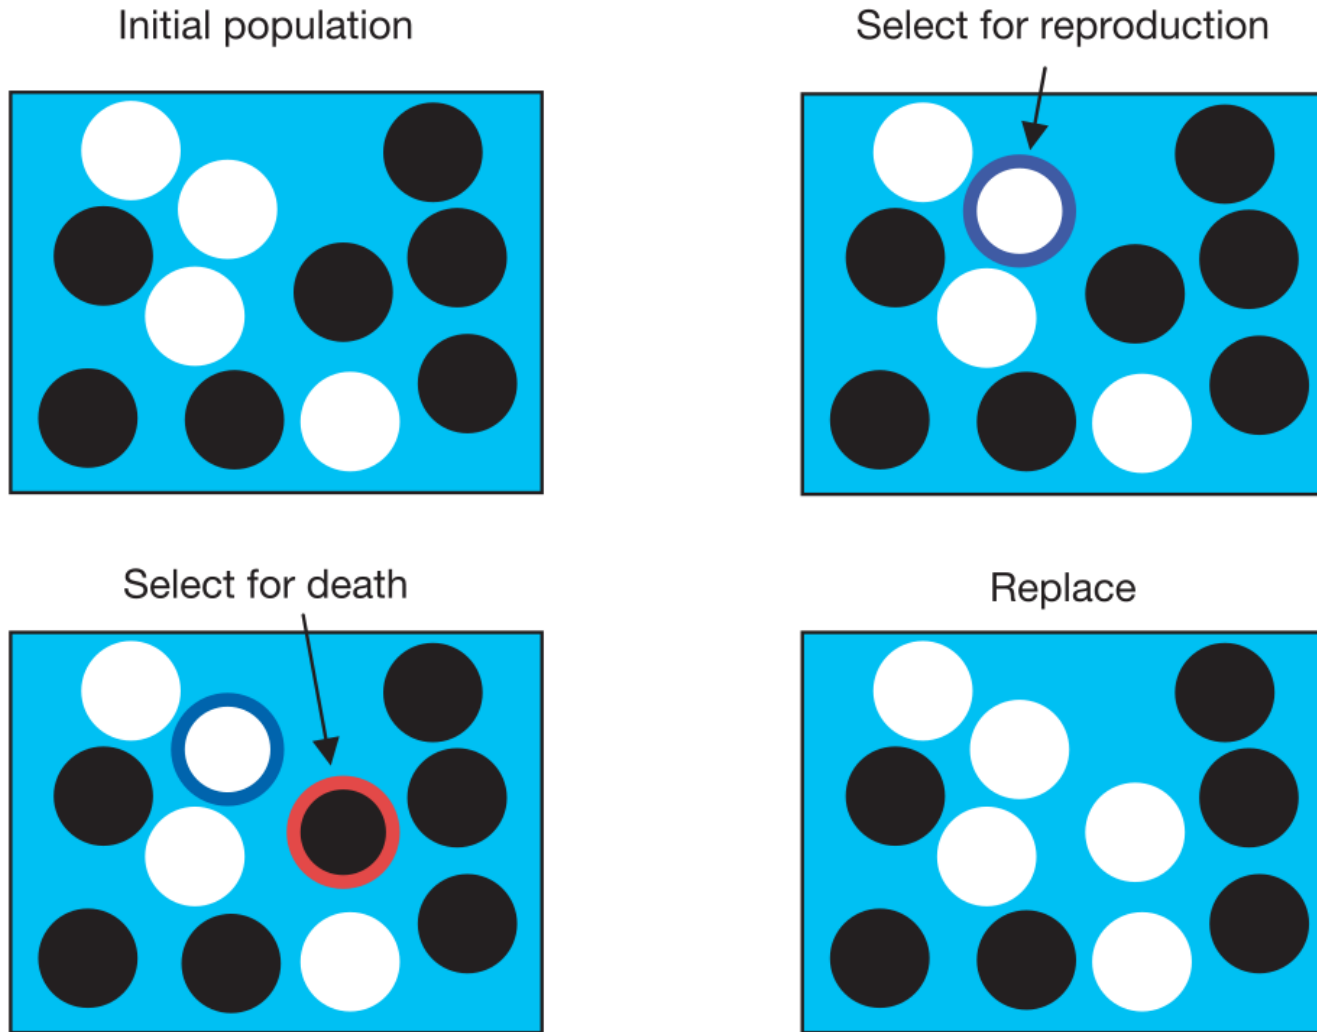 Initial population
Select for reproduction
Select for death
Replace